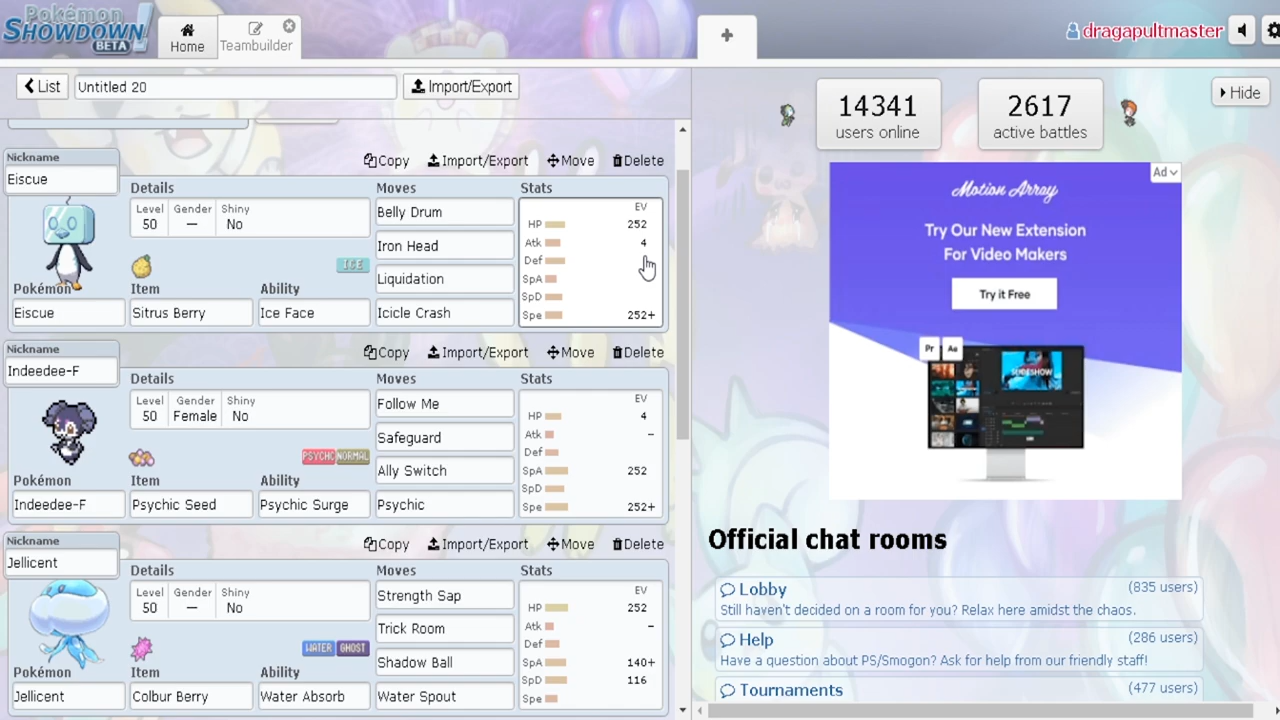 Pokémon
SHOWDOWN!
BETA
Home
Teambuilder
dragapultmaster
List
Untitled 20
Import/Export
Nickname
Eiscue
Copy Import/Export Move Delete
Details
Moves
Stats
Level Gender Shiny
50 — No
Belly Drum
Iron Head
Liquidation
Icicle Crash
EV
HP 252
Atk 4
Def
SpA
SpD
Spe 252+
ICE
Pokémon Item Ability
Eiscue Sitrus Berry Ice Face
Nickname
Indeedee-F
Copy Import/Export Move Delete
Details
Moves
Stats
Level Gender Shiny
50 Female No
Follow Me
Safeguard
Ally Switch
Psychic
EV
HP 4
Atk –
Def
SpA 252
SpD
Spe 252+
PSYCHC NORMAL
Pokémon Item Ability
Indeedee-F Psychic Seed Psychic Surge
Nickname
Jellicent
Copy Import/Export Move Delete
Details
Moves
Stats
Level Gender Shiny
50 — No
Strength Sap
Trick Room
Shadow Ball
Water Spout
EV
HP 252
Atk –
Def
SpA 140+
SpD 116
Spe
WATER GHOST
Pokémon Item Ability
Jellicent Colbur Berry Water Absorb
14341
users online
2617
active battles
Hide
Ad
Motion Array
Try Our New Extension
For Video Makers
Try it Free
Pr Ae
SLIDESHOW
Official chat rooms
Lobby (835 users)
Still haven't decided on a room for you? Relax here amidst the chaos.
Help (286 users)
Have a question about PS/Smogon? Ask for help from our friendly staff!
Tournaments (477 users)